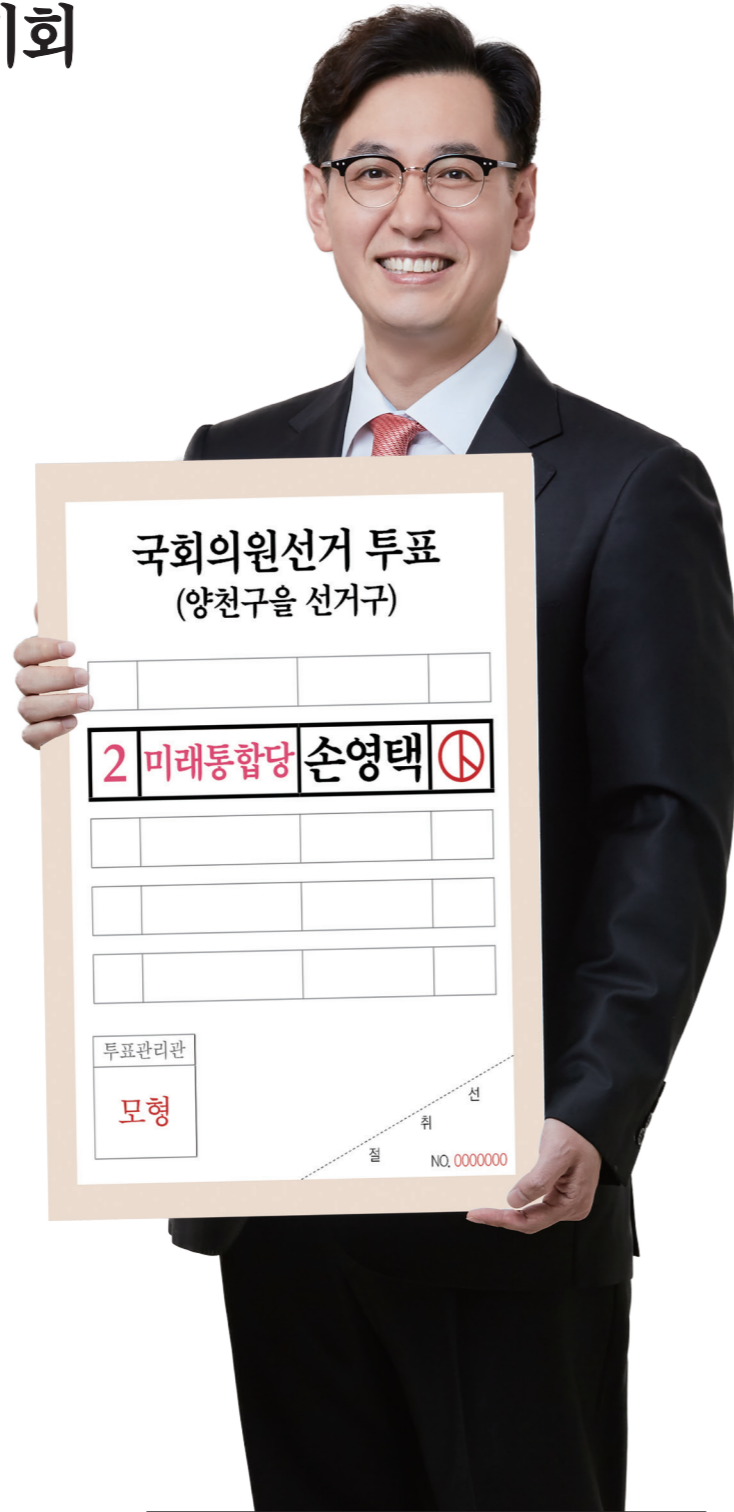 회
국회의원선거 투표
(양천구을 선거구)
2 미래통합당 손영택
투표관리관
모형
선
취
절
NO. 0000000